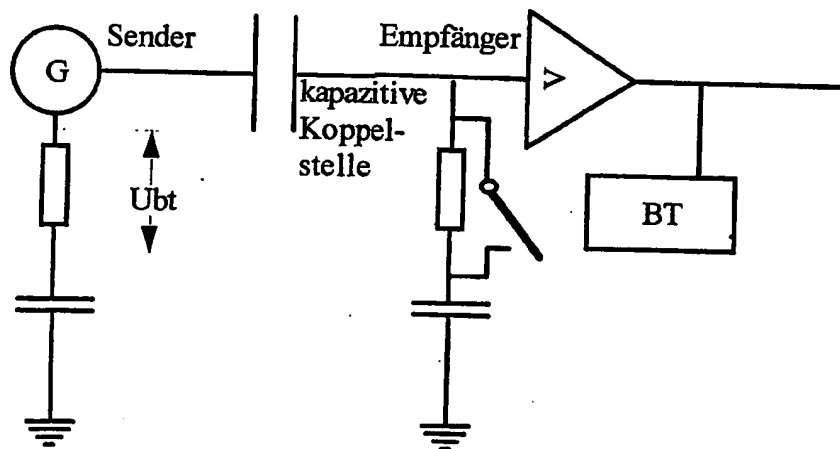 Sender
Empfänger
G
V
kapazitive
Koppel-
stelle
Ubt
BT